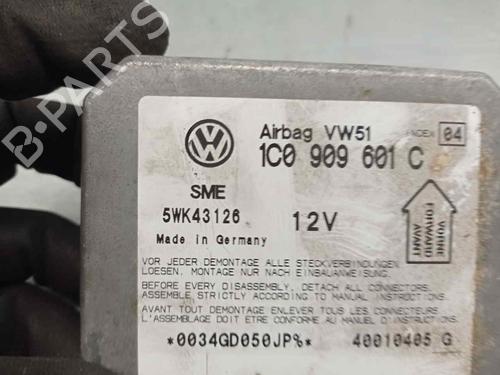 Airbag VW51 INDEX 04
1C0 909 601 C
SME
5WK43126 12V
Made in Germany
VORNE
FORWARD
AVANT
VOR JEDER DEMONTAGE ALLE STECKVERBINDUNGEN
LOESEN. MONTAGE NUR NACH EINBAUANWEISUNG.
BEFORE EVERY DISASSEMBLY, DETACH ALL CONNECTORS.
ASSEMBLE STRICTLY ACCORDING TO MANUAL INSTRUCTIONS.
AVANT TOUT DEMONTAGE ENLEVER TOUS LES CONNECTEURS
L'ASSEMBLAGE DOIT ETRE CONFORME AU MANUEL D'INSTRUCTIONS.
*0034GD050JP%* 40010405 G
B-PARTS